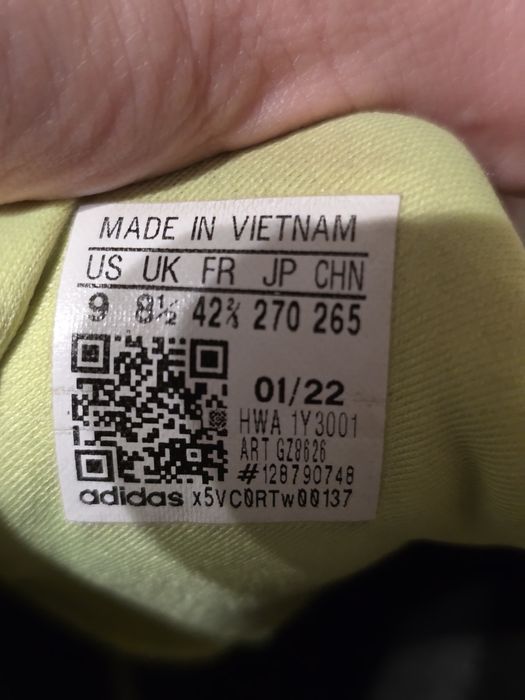 MADE IN VIETNAM
US UK FR JP CHN
9 8½ 42⅔ 270 265
01/22
HWA 1Y3001
ART GZ8626
#128790748
adidas x5VC0RTw00137